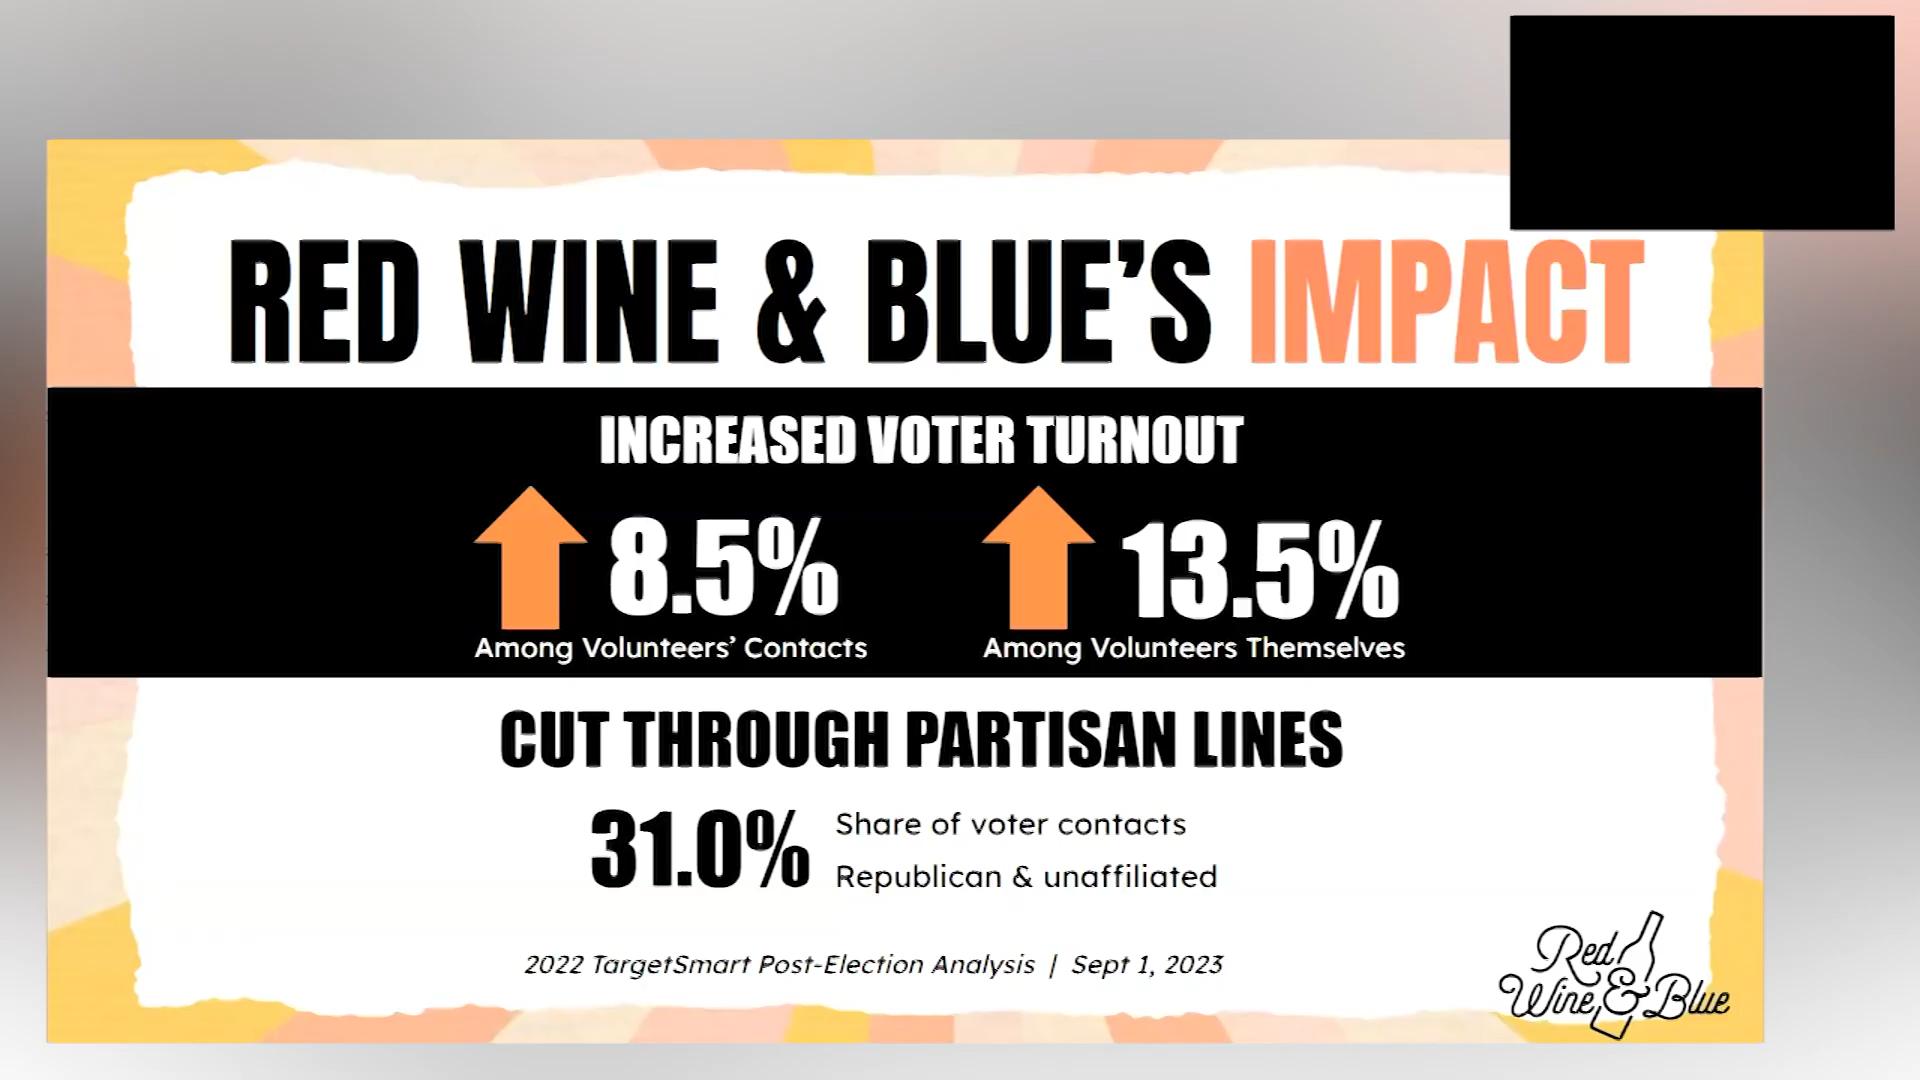 RED WINE & BLUE’S IMPACT
INCREASED VOTER TURNOUT
8.5%
Among Volunteers’ Contacts
13.5%
Among Volunteers Themselves
CUT THROUGH PARTISAN LINES
31.0%
Share of voter contacts
Republican & unaffiliated
2022 TargetSmart Post-Election Analysis | Sept 1, 2023
Red
Wine & Blue